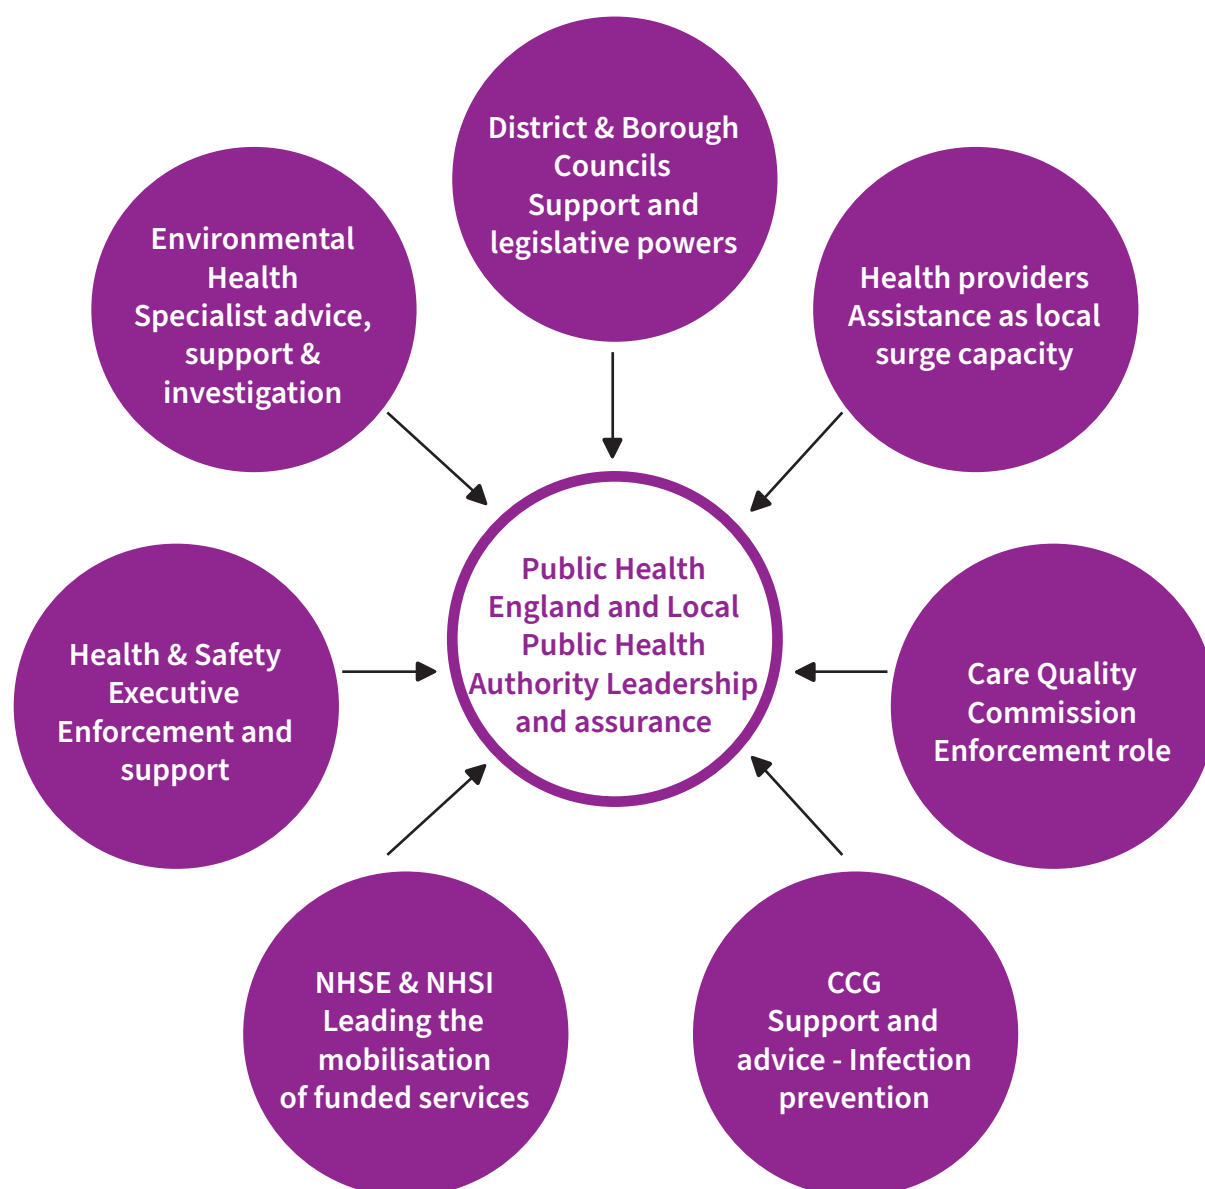 District & Borough
Councils
Support and
legislative powers
Environmental
Health
Specialist advice,
support &
investigation
Health providers
Assistance as local
surge capacity
Public Health
England and Local
Public Health
Authority Leadership
and assurance
Health & Safety
Executive
Enforcement and
support
Care Quality
Commission
Enforcement role
NHSE & NHSI
Leading the
mobilisation
of funded services
CCG
Support and
advice - Infection
prevention